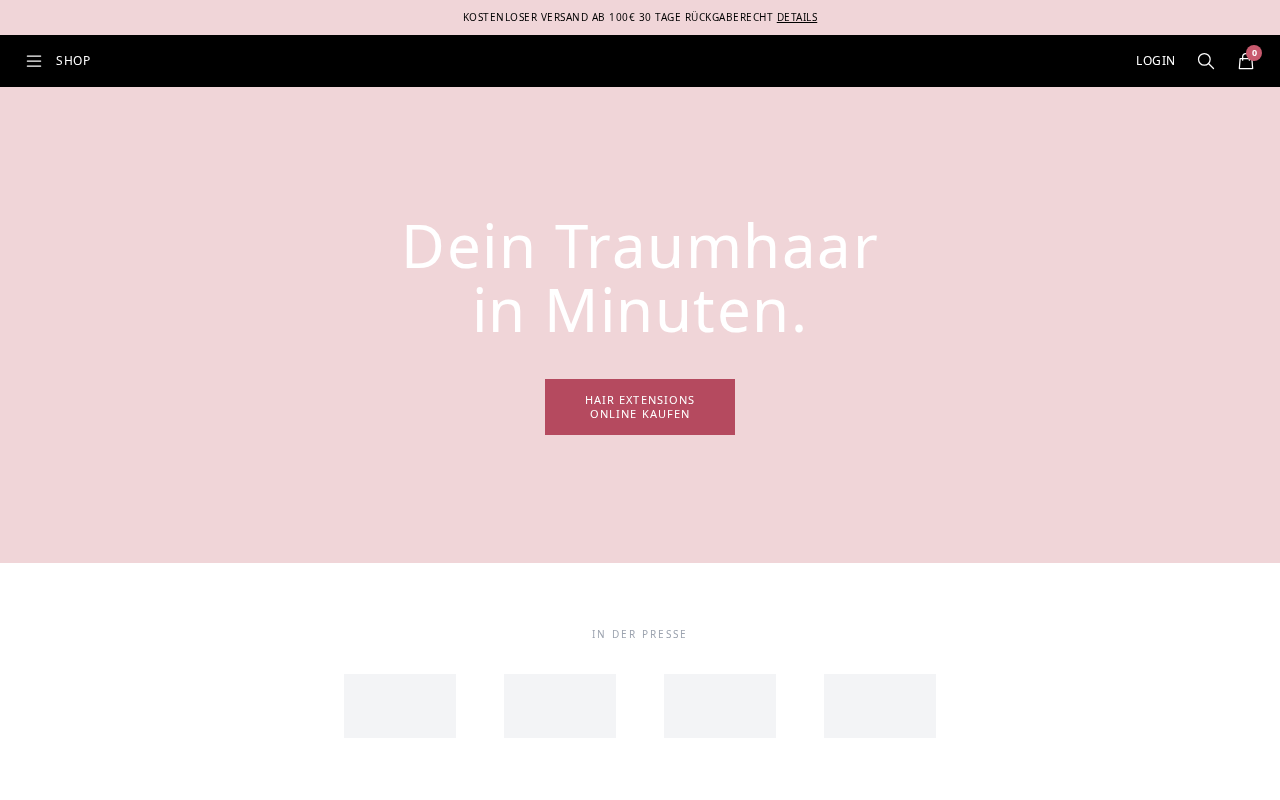 KOSTENLOSER VERSAND AB 100€ 30 TAGE RÜCKGABERECHT DETAILS
SHOP
LOGIN
0
Dein Traumhaar
in Minuten.
HAIR EXTENSIONS
ONLINE KAUFEN
IN DER PRESSE